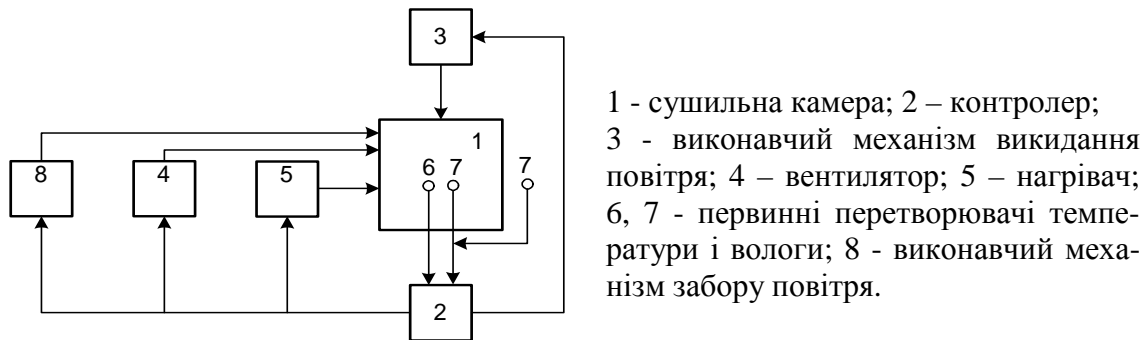 3
1
6 7 7
8 4 5
2
1 - сушильна камера; 2 – контролер;
3 - виконавчий механізм викидання
повітря; 4 – вентилятор; 5 – нагрівач;
6, 7 - первинні перетворювачі темпе-
ратури і вологи; 8 - виконавчий меха-
нізм забору повітря.